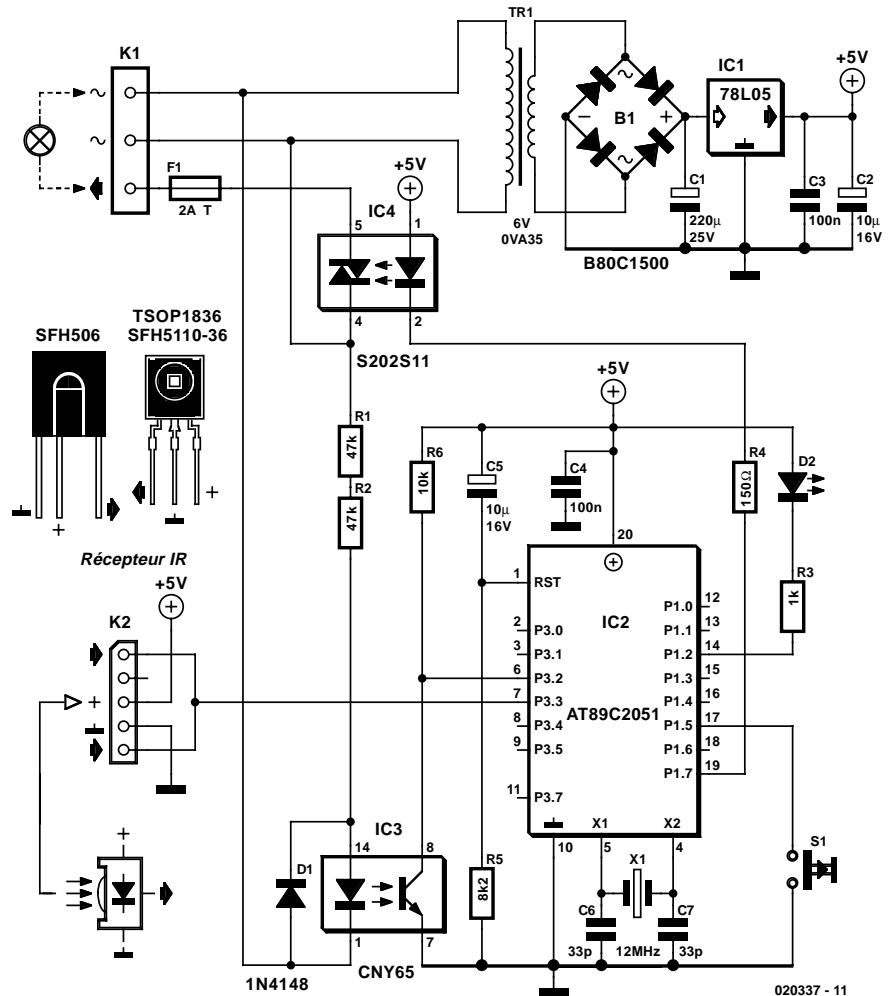 TR1
K1
IC1
+5V
78L05
~
~
B1
−
+
~
~
F1
2A T
+5V
C1
220µ
25V
C3
100n
C2
10µ
16V
6V
0VA35
B80C1500
IC4
5
1
4
2
S202S11
SFH506
TSOP1836
SFH5110-36
+
+
+5V
R1
47k
R2
47k
R6
10k
C5
10µ
16V
C4
100n
R4
150Ω
D2
R3
1k
Récepteur IR
+5V
K2
+
20
1
RST
IC2
AT89C2051
2
P3.0
3
P3.1
6
P3.2
7
P3.3
8
P3.4
9
P3.5
11
P3.7
P1.0
12
P1.1
13
P1.2
14
P1.3
15
P1.4
16
P1.5
17
P1.6
18
P1.7
19
X1
X2
10
5
4
X1
12MHz
C6
33p
C7
33p
S1
IC3
14
8
1
7
CNY65
D1
1N4148
R5
8k2
+
020337 - 11